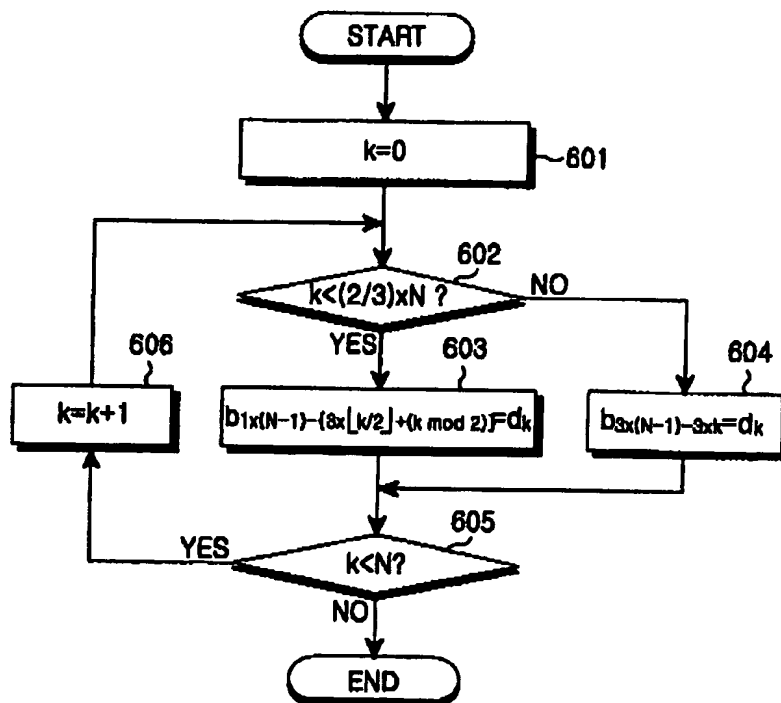 START
k=0
601
602
k<(2/3)xN ?
NO
YES
603
604
606
k=k+1
b1x(N-1)-{3x⌊k/2⌋+(k mod 2)}=dk
b3x(N-1)-3xk=dk
605
YES
k<N?
NO
END